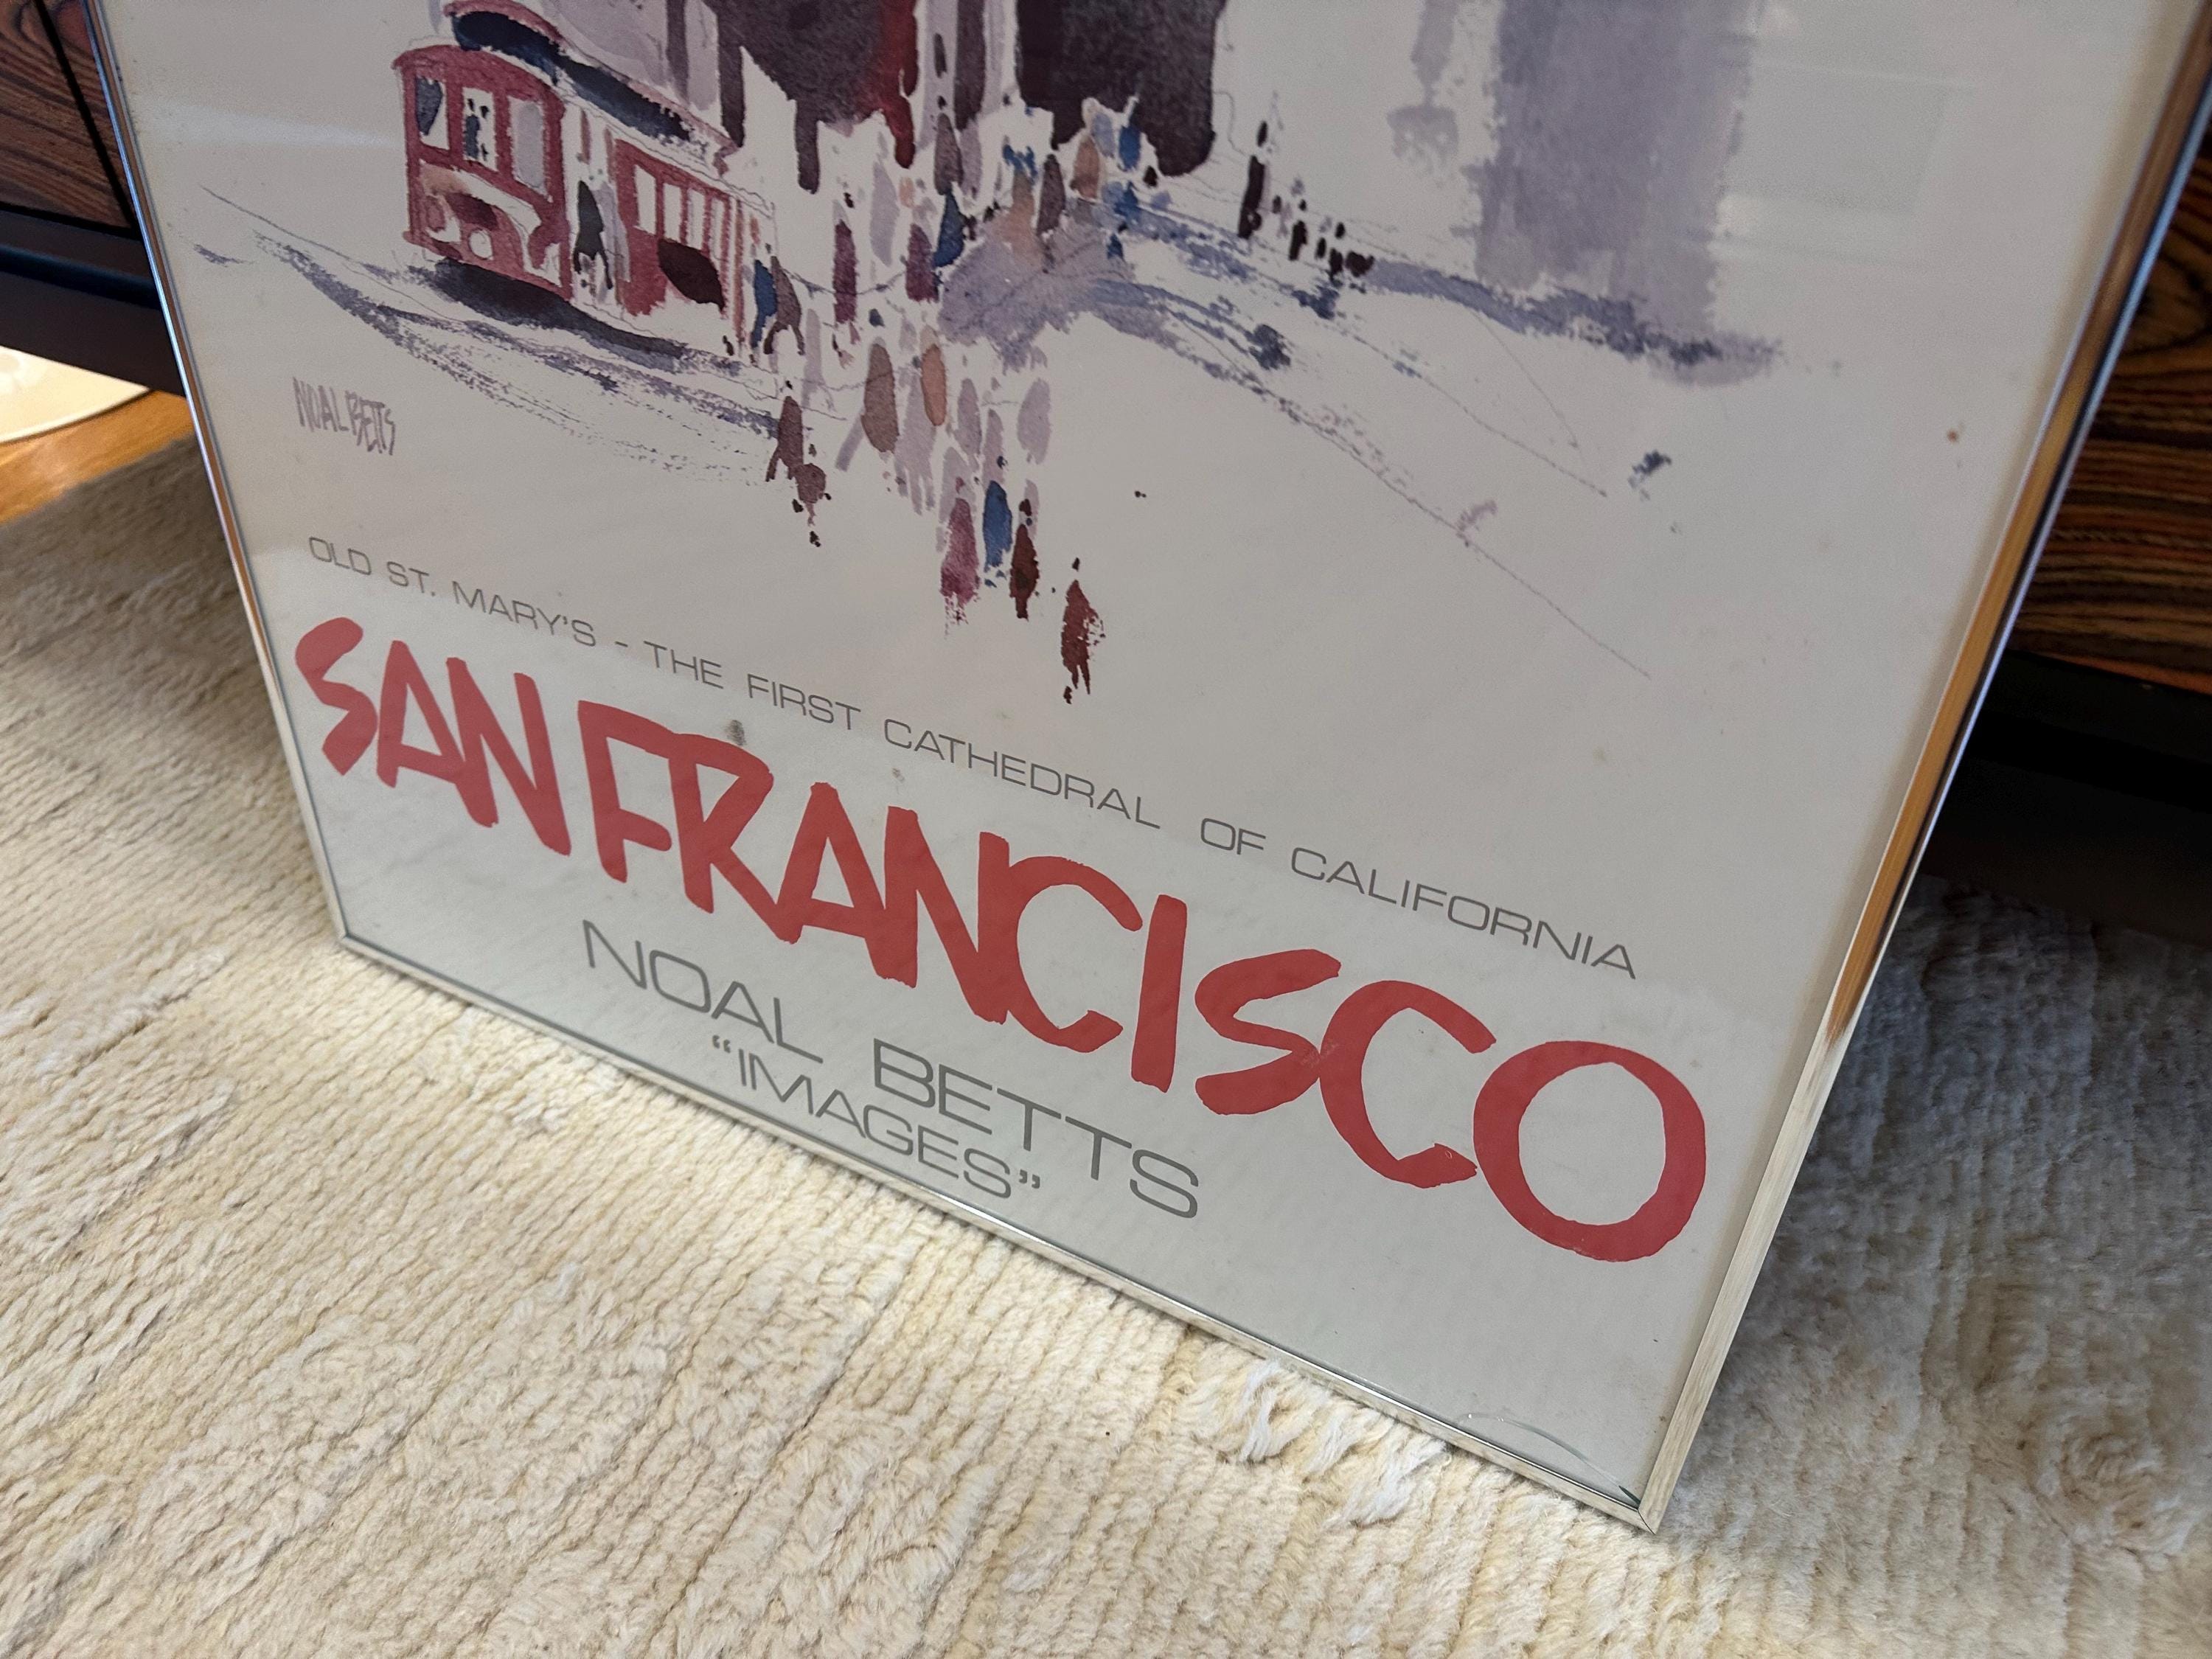 NOAL BETTS
OLD ST. MARY'S - THE FIRST CATHEDRAL OF CALIFORNIA
SAN FRANCISCO
NOAL BETTS
"IMAGES"